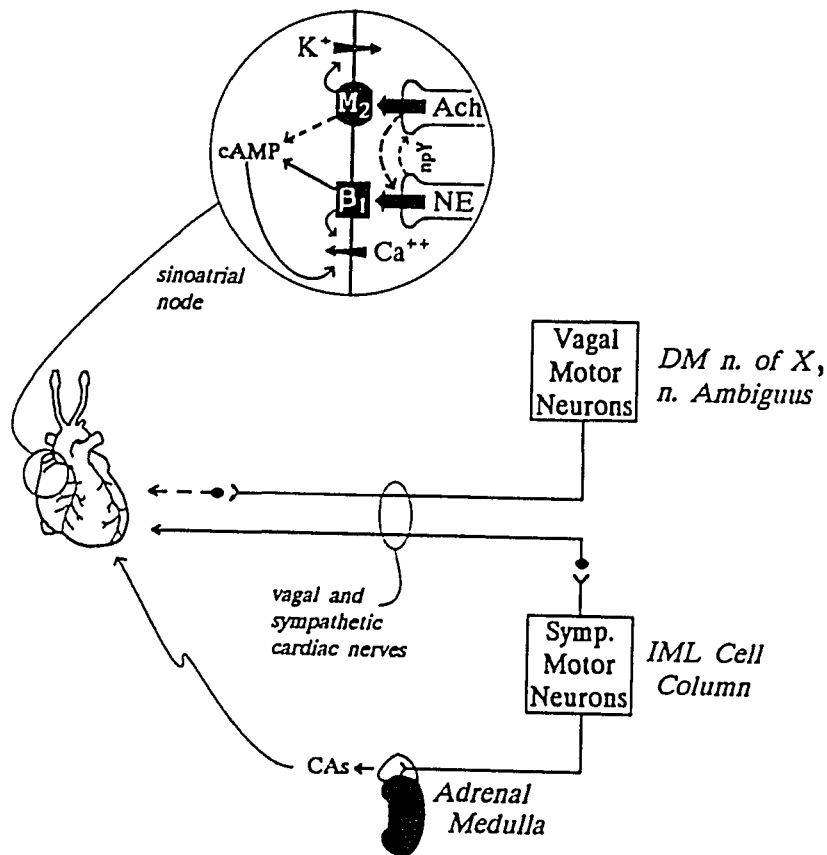 K+
M2
Ach
cAMP
npY
β1
NE
Ca++
sinoatrial
node
Vagal
Motor
Neurons
DM n. of X,
n. Ambiguus
vagal and
sympathetic
cardiac nerves
Symp.
Motor
Neurons
IML Cell
Column
CAs
Adrenal
Medulla